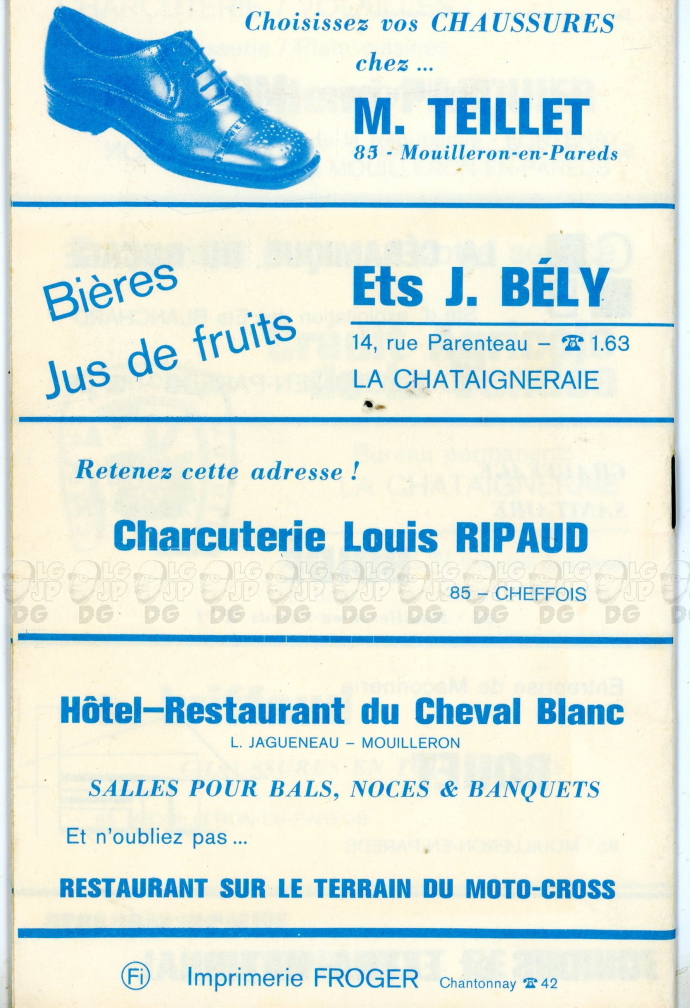 Choisissez vos CHAUSSURES
chez ...
M. TEILLET
85 - Mouilleron-en-Pareds
Bières
Jus de fruits
Ets J. BÉLY
14, rue Parenteau – ☎ 1.63
LA CHATAIGNERAIE
Retenez cette adresse !
Charcuterie Louis RIPAUD
85 – CHEFFOIS
Hôtel–Restaurant du Cheval Blanc
L. JAGUENEAU – MOUILLERON
SALLES POUR BALS, NOCES & BANQUETS
Et n'oubliez pas ...
RESTAURANT SUR LE TERRAIN DU MOTO-CROSS
Fi Imprimerie FROGER Chantonnay ☎ 42